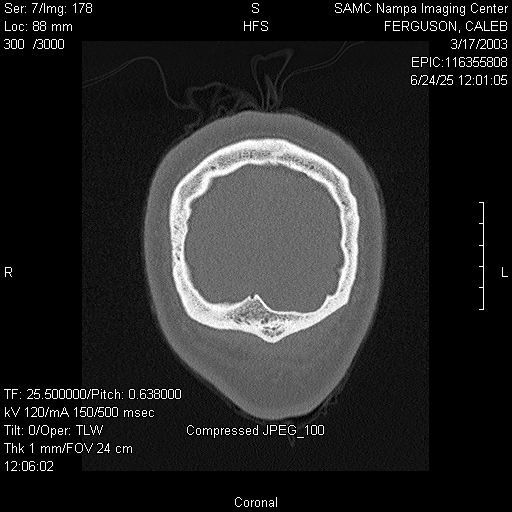 Ser: 7/Img: 178
Loc: 88 mm
300 /3000
S
HFS
SAMC Nampa Imaging Center
FERGUSON, CALEB
3/17/2003
EPIC:116355808
6/24/25 12:01:05
R
L
TF: 25.500000/Pitch: 0.638000
kV 120/mA 150/500 msec
Tilt: 0/Oper: TLW
Thk 1 mm/FOV 24 cm
12:06:02
Compressed JPEG_100
Coronal